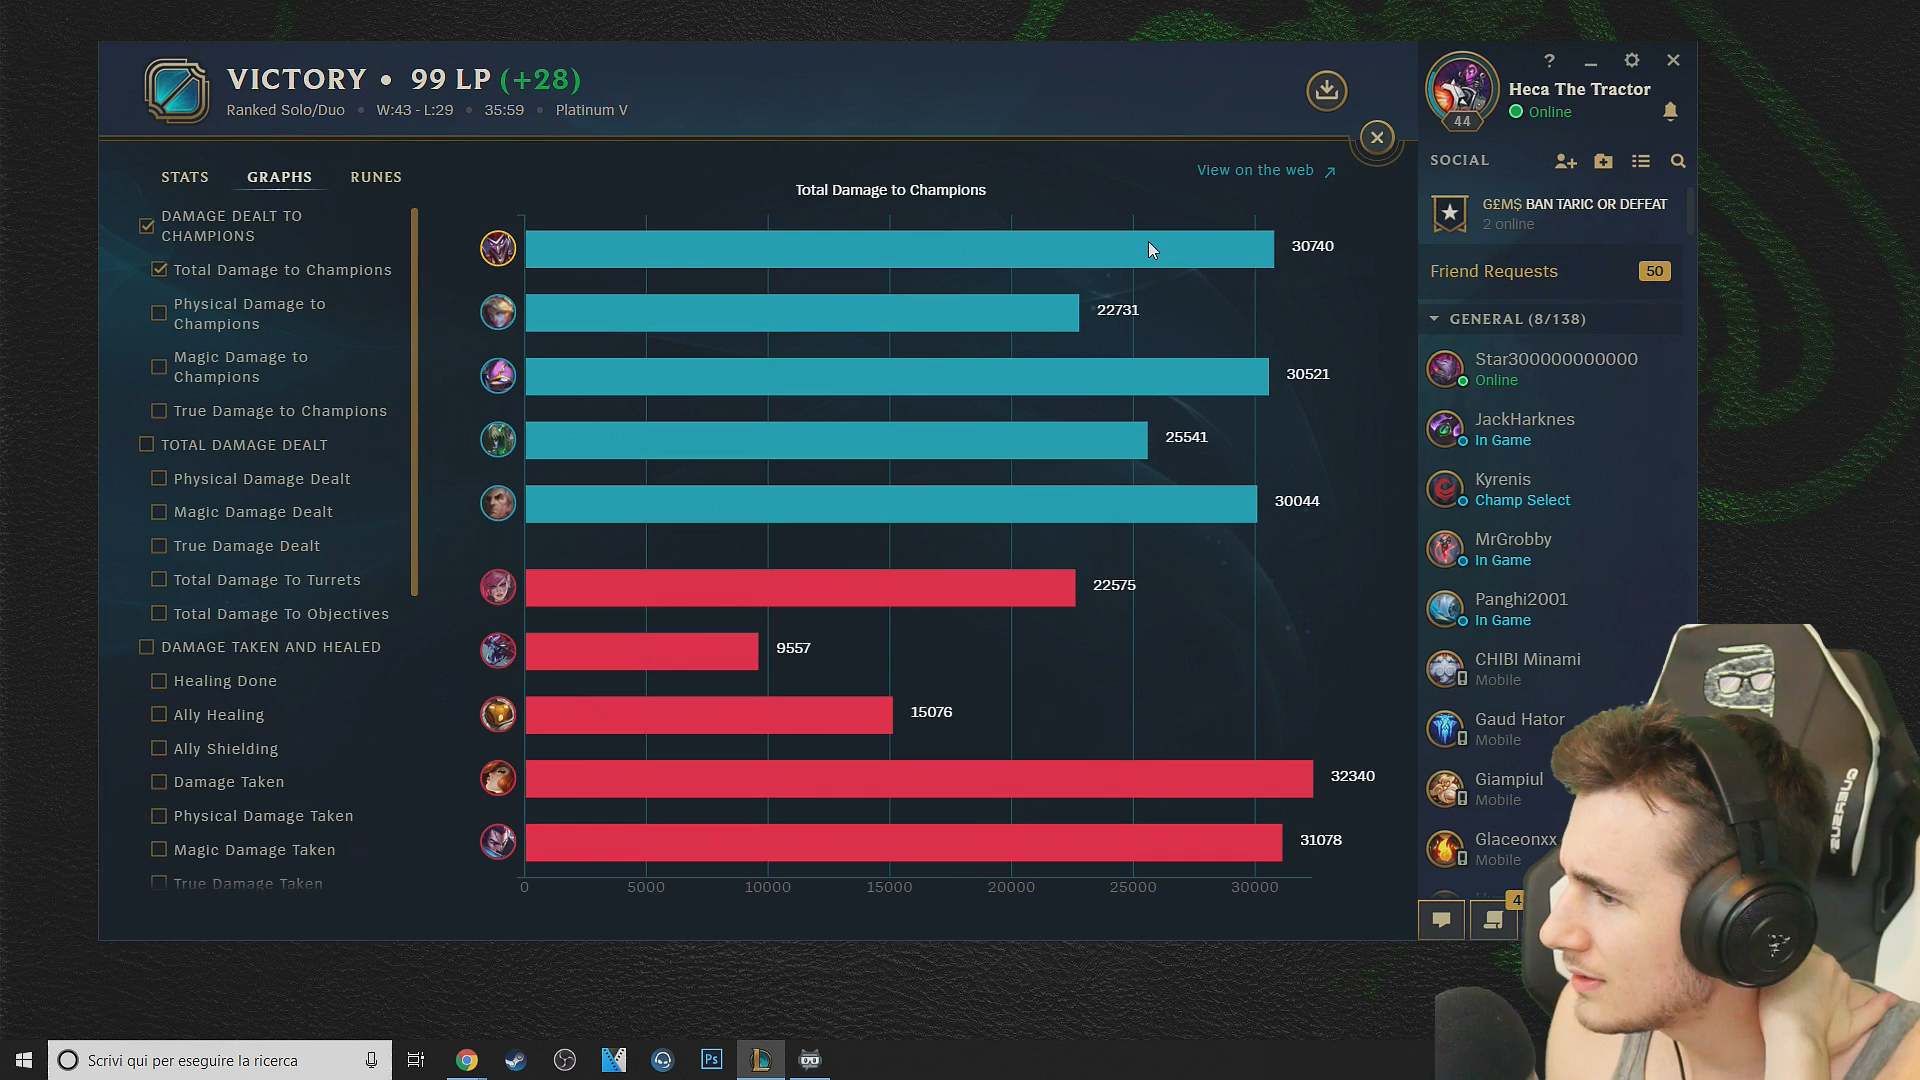 VICTORY • 99 LP (+28)
Ranked Solo/Duo • W:43 - L:29 • 35:59 • Platinum V
STATS GRAPHS RUNES
View on the web
DAMAGE DEALT TO
CHAMPIONS
Total Damage to Champions
Physical Damage to
Champions
Magic Damage to
Champions
True Damage to Champions
TOTAL DAMAGE DEALT
Physical Damage Dealt
Magic Damage Dealt
True Damage Dealt
Total Damage To Turrets
Total Damage To Objectives
DAMAGE TAKEN AND HEALED
Healing Done
Ally Healing
Ally Shielding
Damage Taken
Physical Damage Taken
Magic Damage Taken
True Damage Taken
Total Damage to Champions
30740
22731
30521
25541
30044
22575
9557
15076
32340
31078
0 5000 10000 15000 20000 25000 30000
?
Heca The Tractor
Online
44
SOCIAL
G£M$ BAN TARIC OR DEFEAT
2 online
Friend Requests 50
GENERAL (8/138)
Star300000000000
Online
JackHarknes
In Game
Kyrenis
Champ Select
MrGrobby
In Game
Panghi2001
In Game
CHIBI Minami
Mobile
Gaud Hator
Mobile
Giampiul
Mobile
Glaceonxx
Mobile
4
Scrivi qui per eseguire la ricerca
Ps